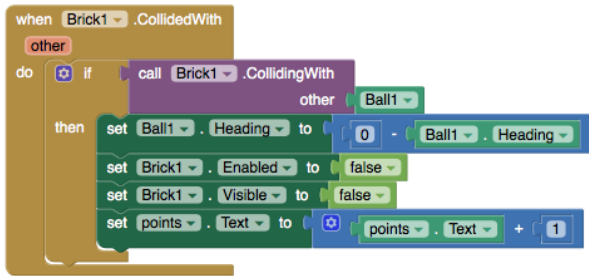 when Brick1 .CollidedWith
other
do if call Brick1 .CollidingWith
other Ball1
then set Ball1 . Heading to 0 - Ball1 . Heading
set Brick1 . Enabled to false
set Brick1 . Visible to false
set points . Text to points . Text + 1